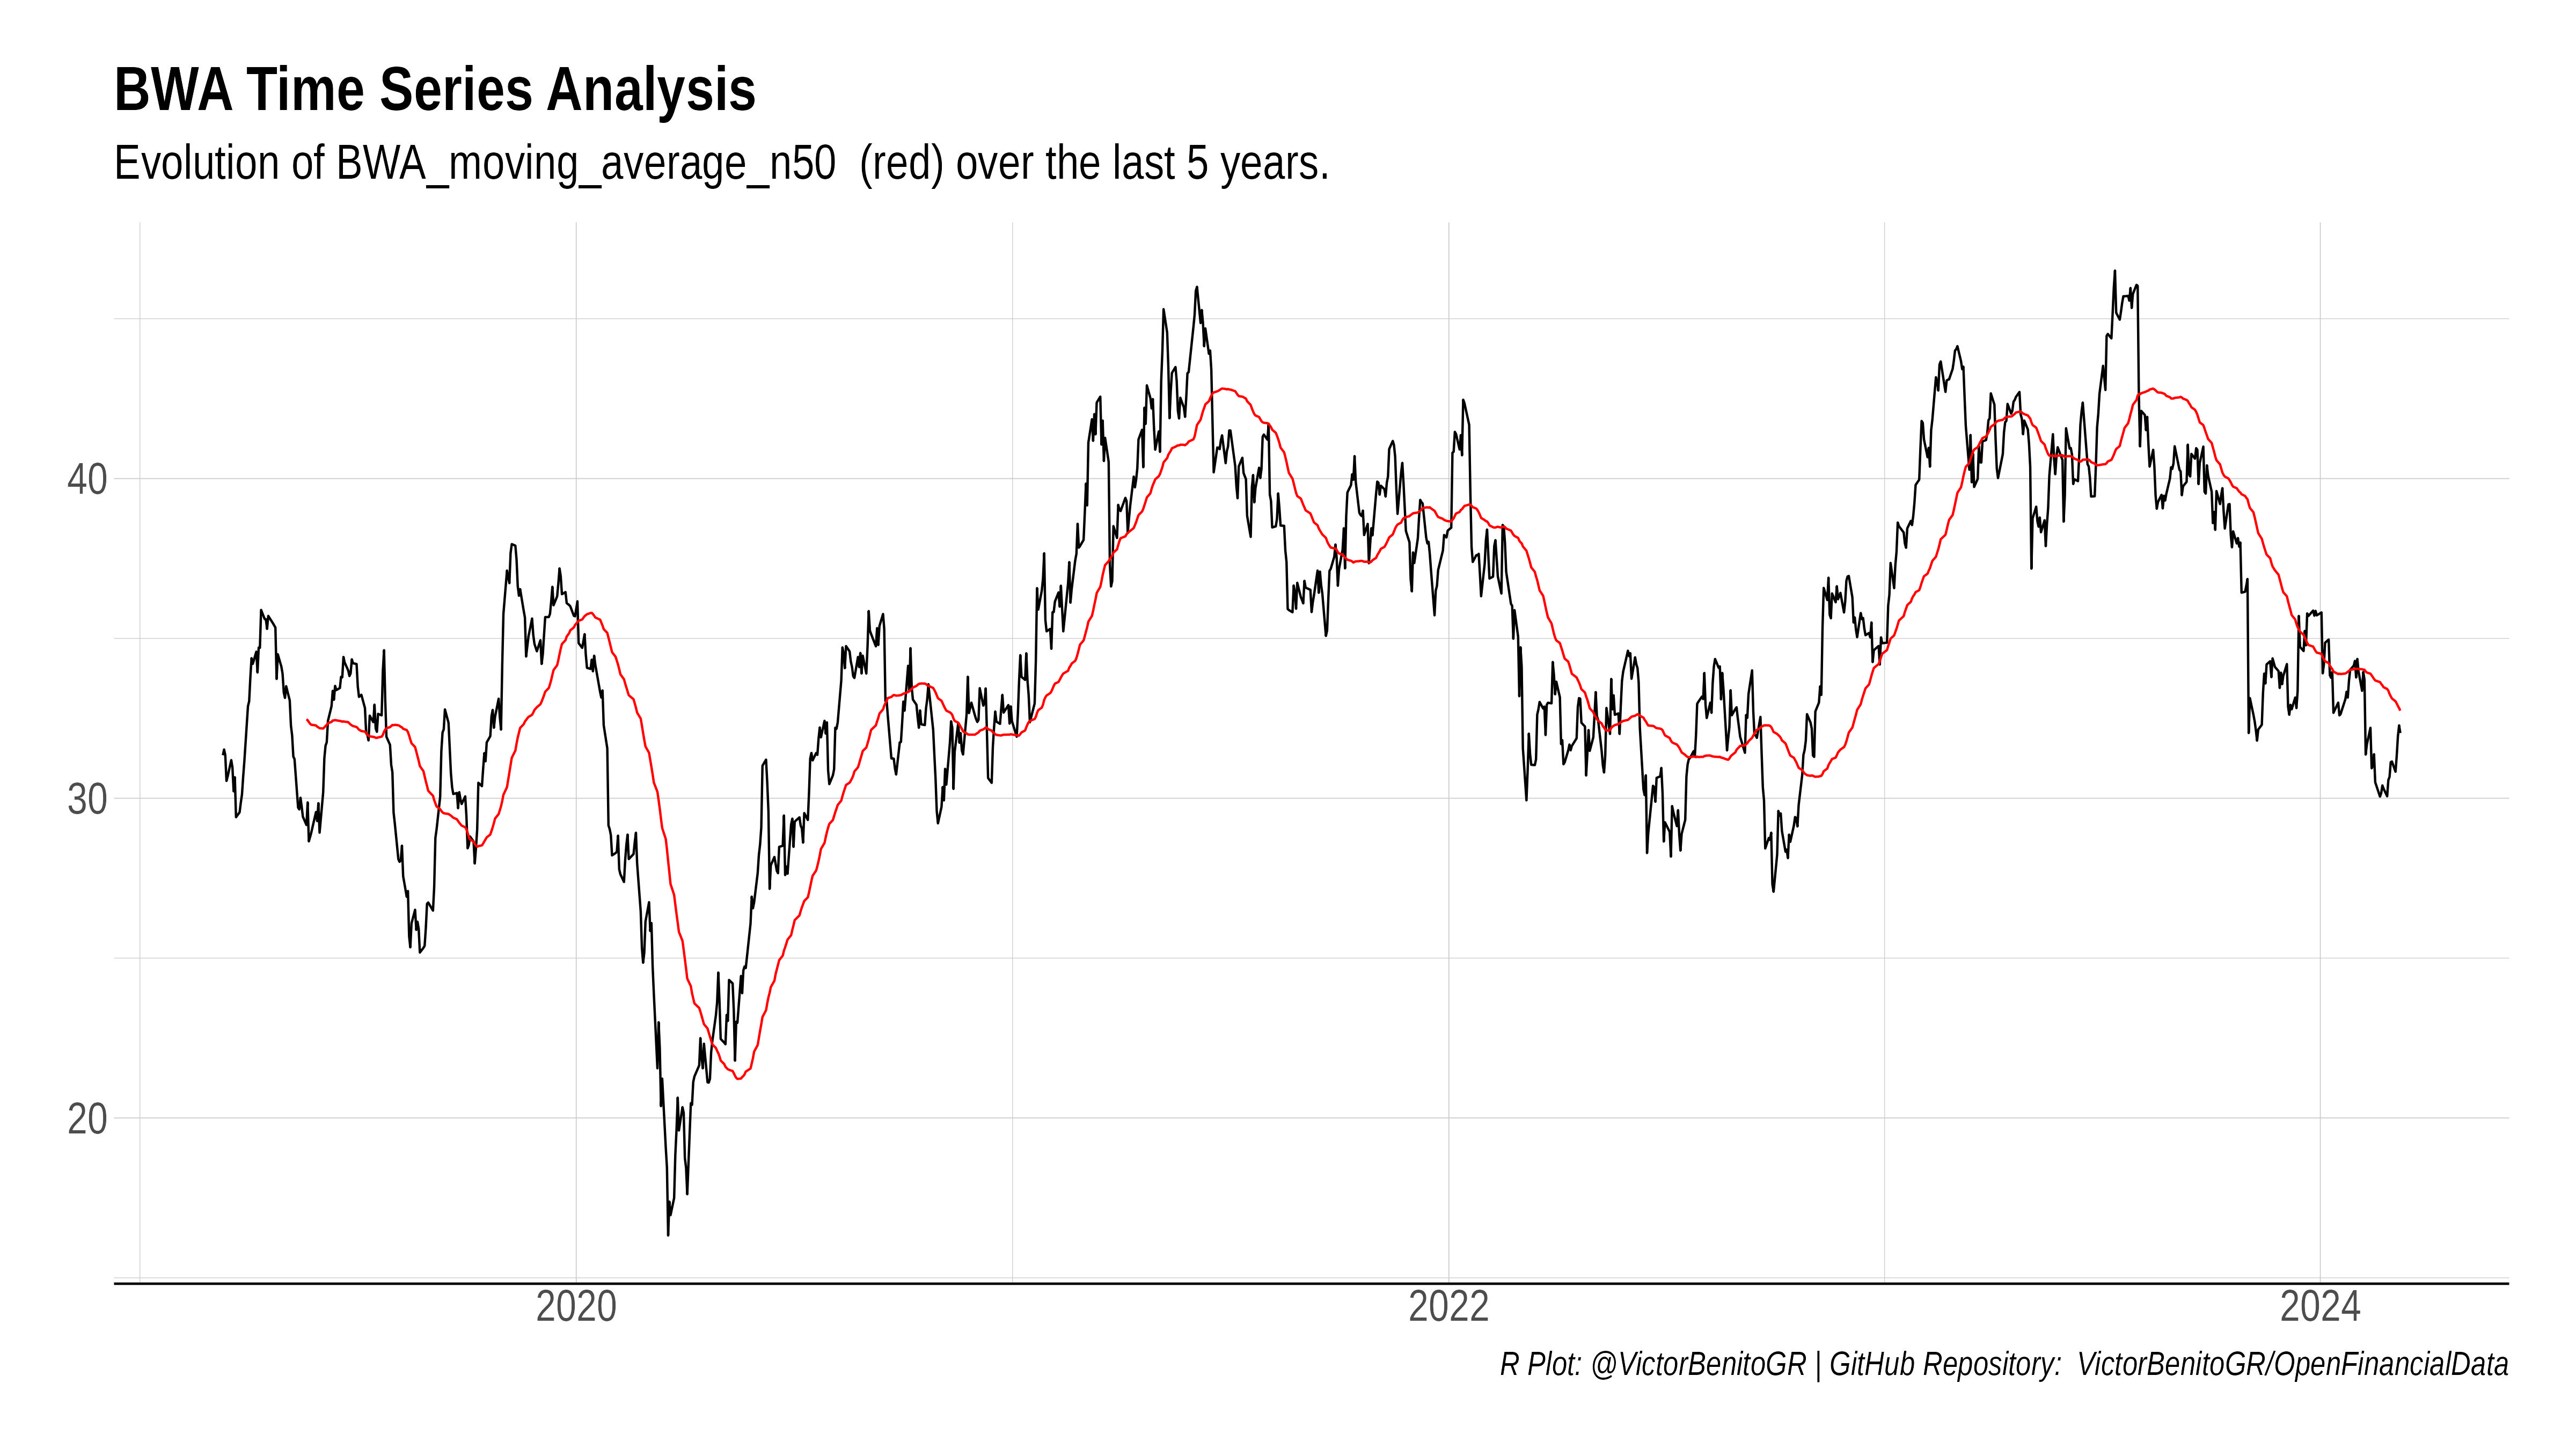 BWA Time Series Analysis
Evolution of BWA_moving_average_n50  (red) over the last 5 years.
40
30
20
2020
2022
2024
R Plot: @VictorBenitoGR | GitHub Repository:  VictorBenitoGR/OpenFinancialData